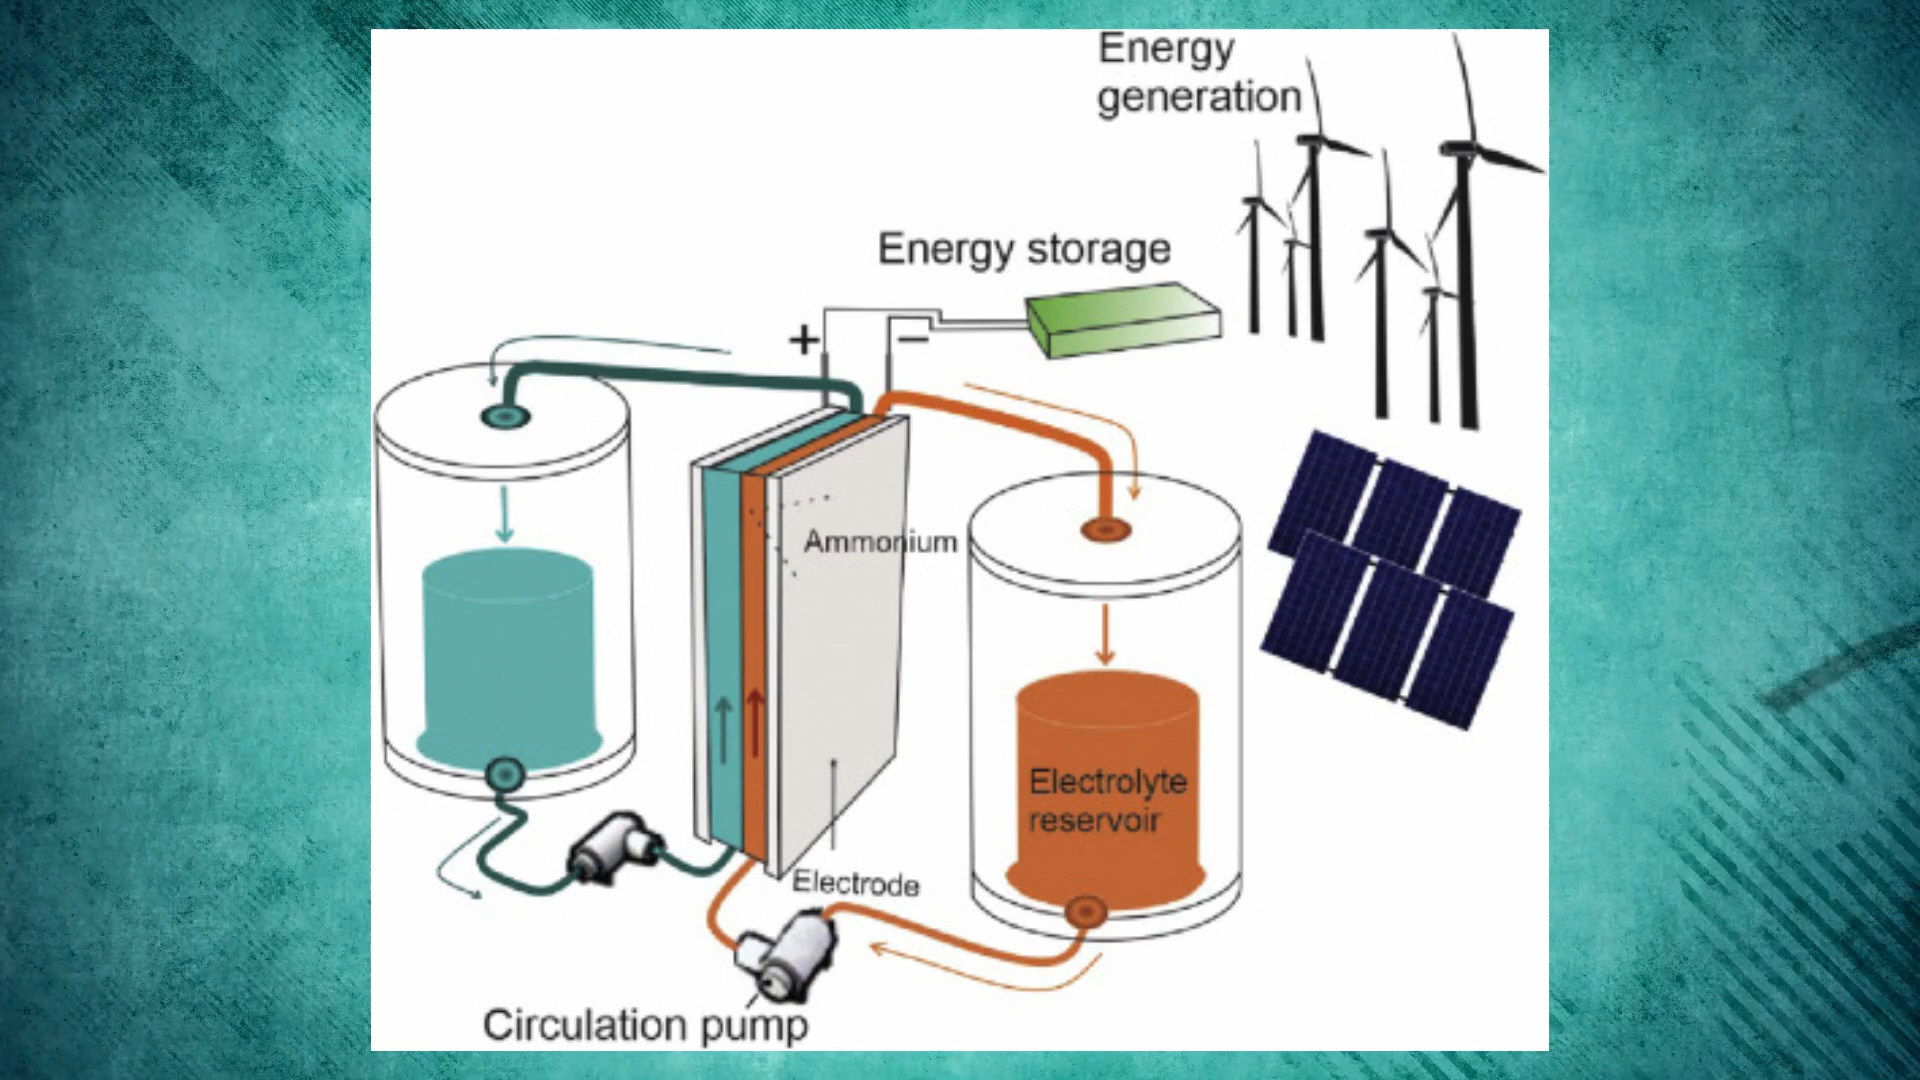 Energy
generation
Energy storage
+ −
Ammonium
Electrolyte
reservoir
Electrode
Circulation pump